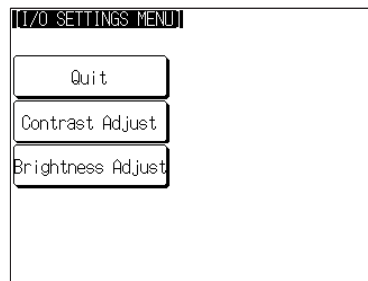 [I/O SETTINGS MENU]
Quit
Contrast Adjust
Brightness Adjust